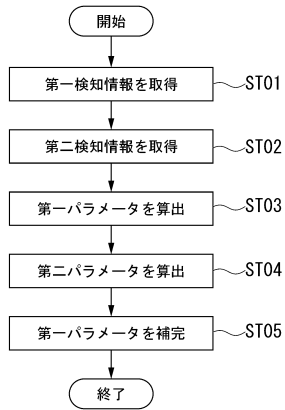 開始
第一検知情報を取得 ST01
第二検知情報を取得 ST02
第一パラメータを算出 ST03
第二パラメータを算出 ST04
第一パラメータを補完 ST05
終了